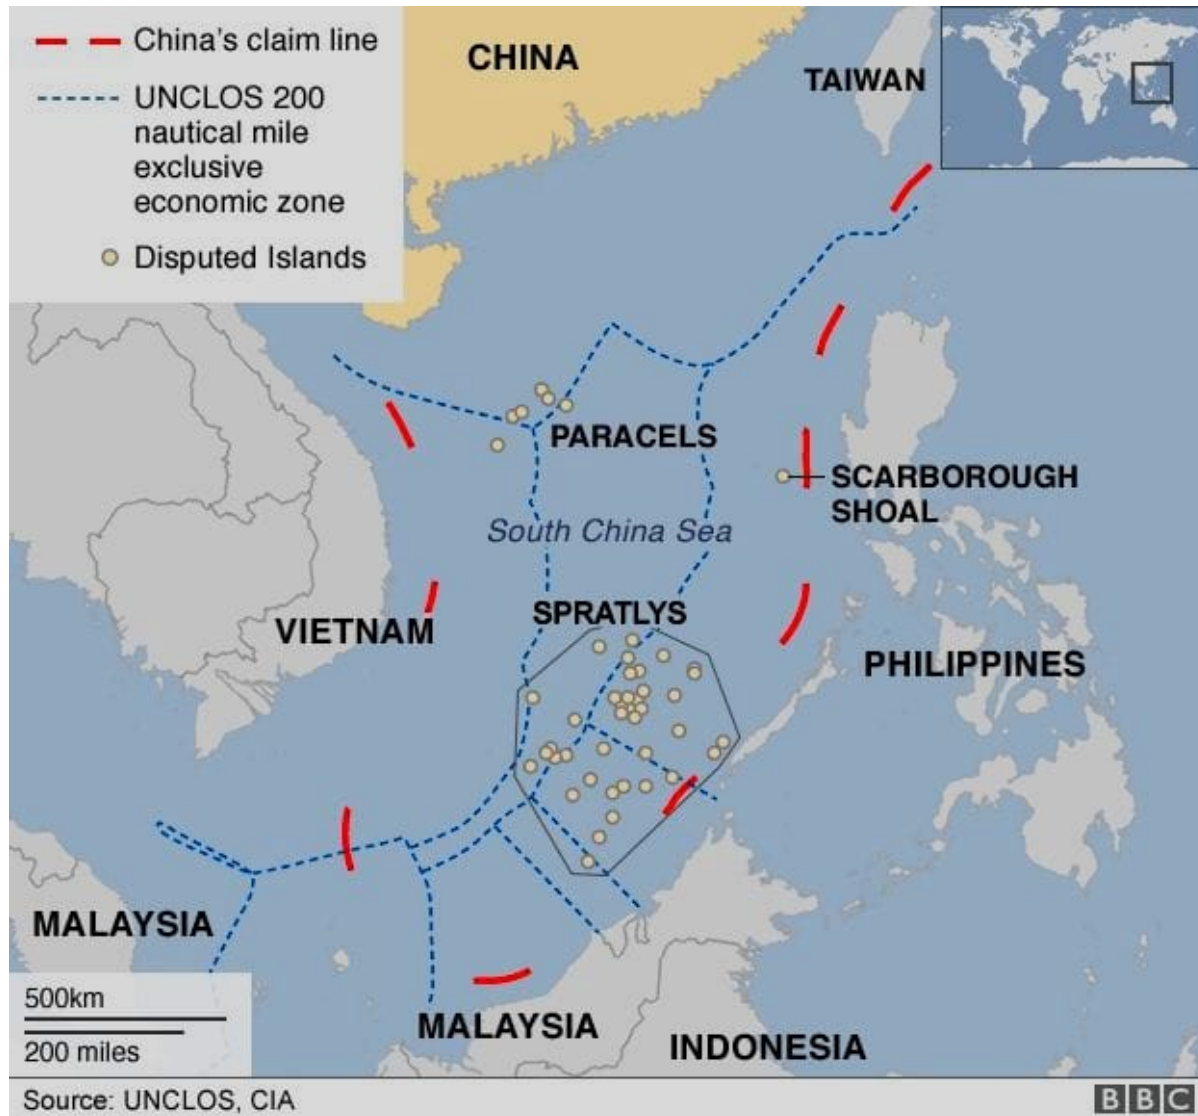 China's claim line
UNCLOS 200
nautical mile
exclusive
economic zone
Disputed Islands
CHINA
TAIWAN
PARACELS
SCARBOROUGH
SHOAL
South China Sea
SPRATLYS
VIETNAM
PHILIPPINES
MALAYSIA
500km
200 miles
MALAYSIA
INDONESIA
Source: UNCLOS, CIA
BBC